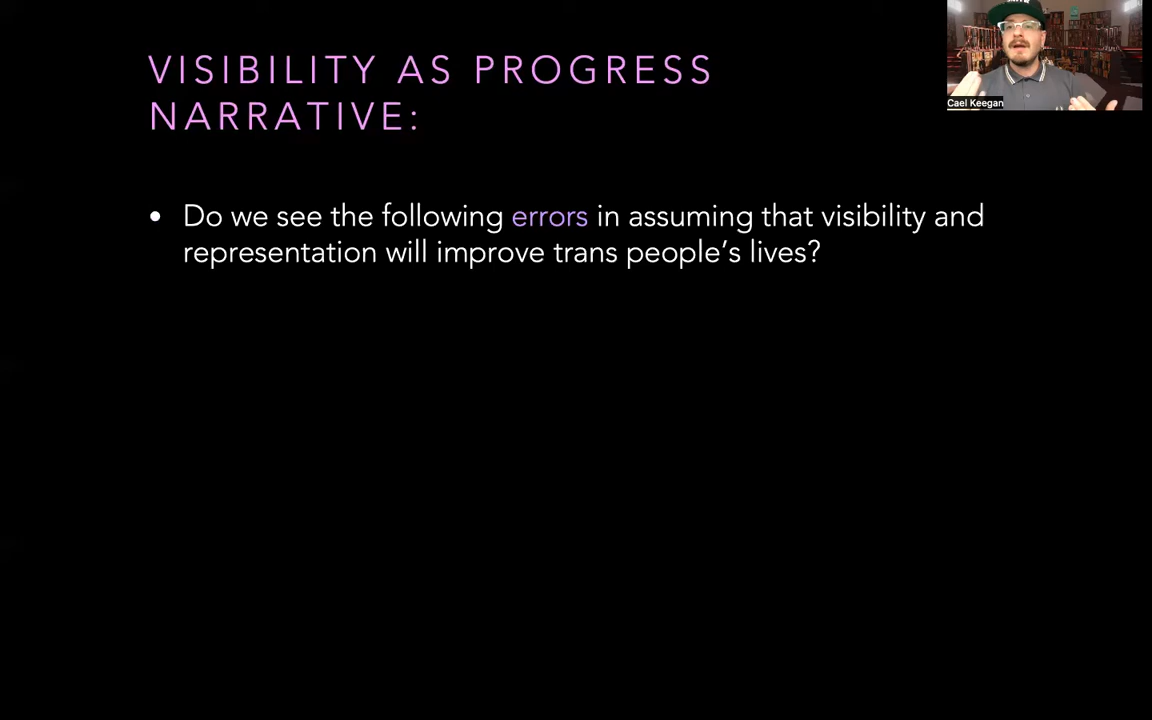 VISIBILITY AS PROGRESS
NARRATIVE:
Cael Keegan
• Do we see the following errors in assuming that visibility and
representation will improve trans people’s lives?